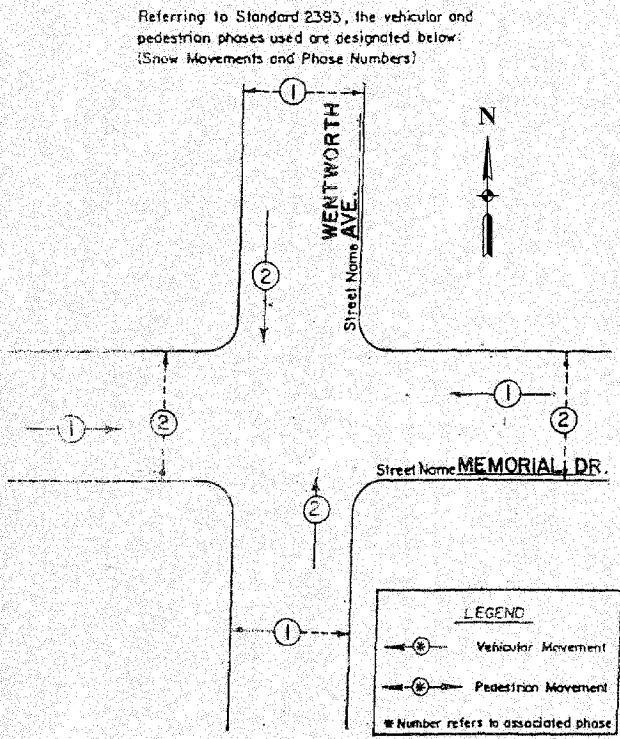 Referring to Standard 2393, the vehicular and
pedestrian phases used are designated below:
(Show Movements and Phase Numbers)
1
N
WENTWORTH
Street Name AVE.
2
1
2
1
2
Street Name MEMORIAL DR.
2
1
LEGEND
* Vehicular Movement
* Pedestrian Movement
* Number refers to associated phase